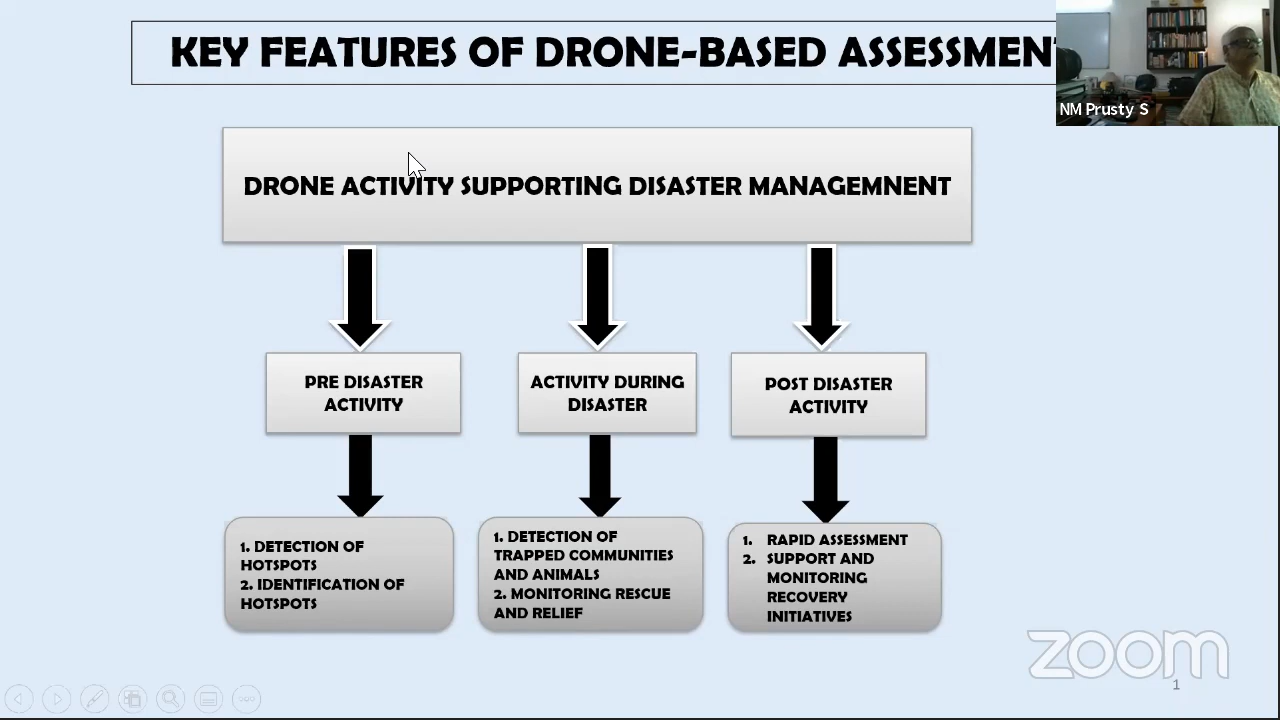 KEY FEATURES OF DRONE-BASED ASSESSMEN
NM Prusty S
DRONE ACTIVITY SUPPORTING DISASTER MANAGEMNENT
PRE DISASTER
ACTIVITY
ACTIVITY DURING
DISASTER
POST DISASTER
ACTIVITY
1. DETECTION OF
HOTSPOTS
2. IDENTIFICATION OF
HOTSPOTS
1. DETECTION OF
TRAPPED COMMUNITIES
AND ANIMALS
2. MONITORING RESCUE
AND RELIEF
1. RAPID ASSESSMENT
2. SUPPORT AND
MONITORING
RECOVERY
INITIATIVES
zoom
1